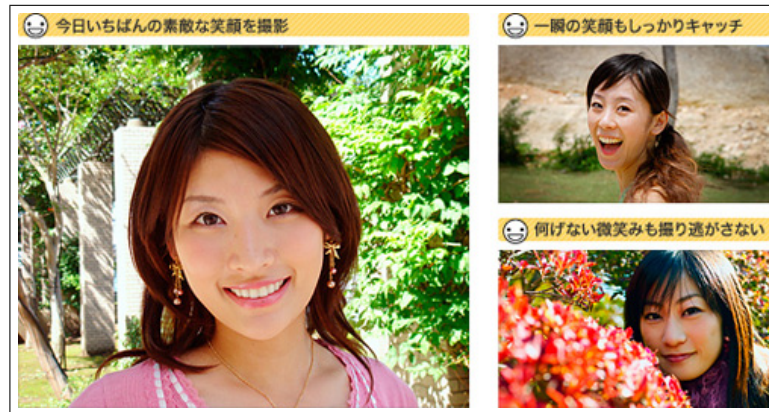 今日いちばんの素敵な笑顔を撮影
一瞬の笑顔もしっかりキャッチ
何げない微笑みも撮り逃がさない